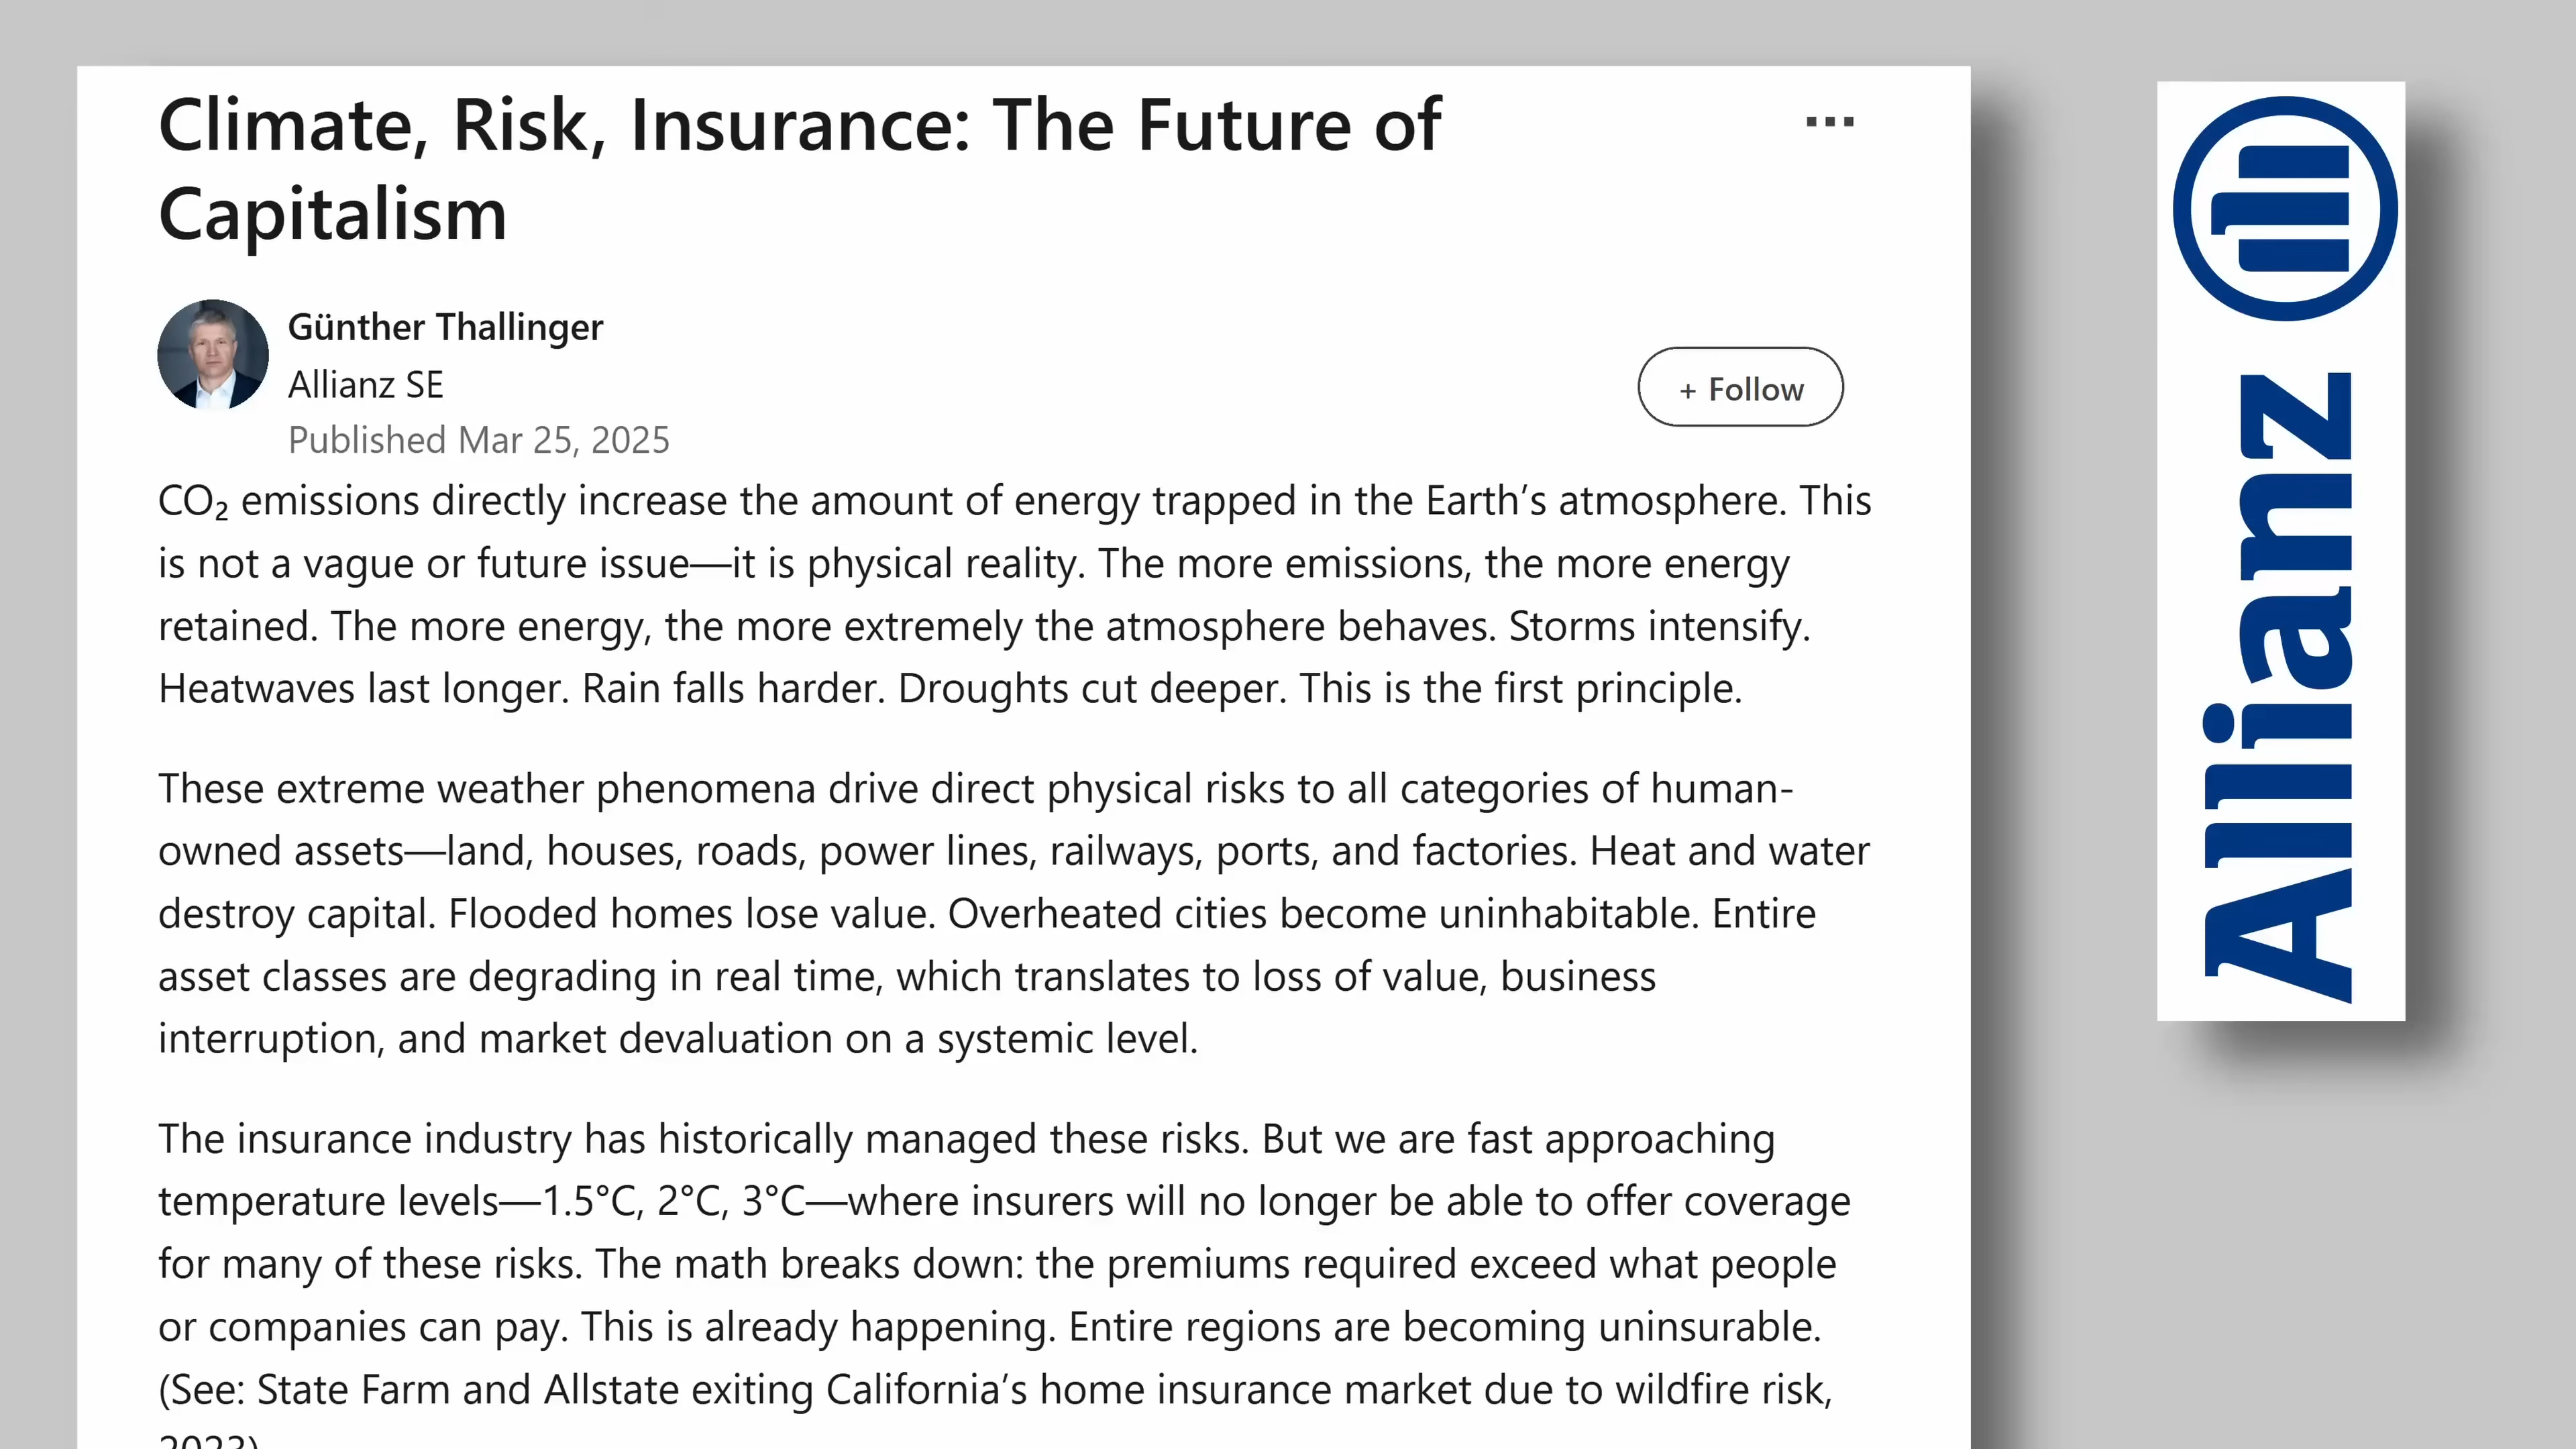 Climate, Risk, Insurance: The Future of
Capitalism
Günther Thallinger
Allianz SE
Published Mar 25, 2025
+ Follow
CO₂ emissions directly increase the amount of energy trapped in the Earth’s atmosphere. This
is not a vague or future issue—it is physical reality. The more emissions, the more energy
retained. The more energy, the more extremely the atmosphere behaves. Storms intensify.
Heatwaves last longer. Rain falls harder. Droughts cut deeper. This is the first principle.
These extreme weather phenomena drive direct physical risks to all categories of human-
owned assets—land, houses, roads, power lines, railways, ports, and factories. Heat and water
destroy capital. Flooded homes lose value. Overheated cities become uninhabitable. Entire
asset classes are degrading in real time, which translates to loss of value, business
interruption, and market devaluation on a systemic level.
The insurance industry has historically managed these risks. But we are fast approaching
temperature levels—1.5°C, 2°C, 3°C—where insurers will no longer be able to offer coverage
for many of these risks. The math breaks down: the premiums required exceed what people
or companies can pay. This is already happening. Entire regions are becoming uninsurable.
(See: State Farm and Allstate exiting California’s home insurance market due to wildfire risk,
2023)
Allianz